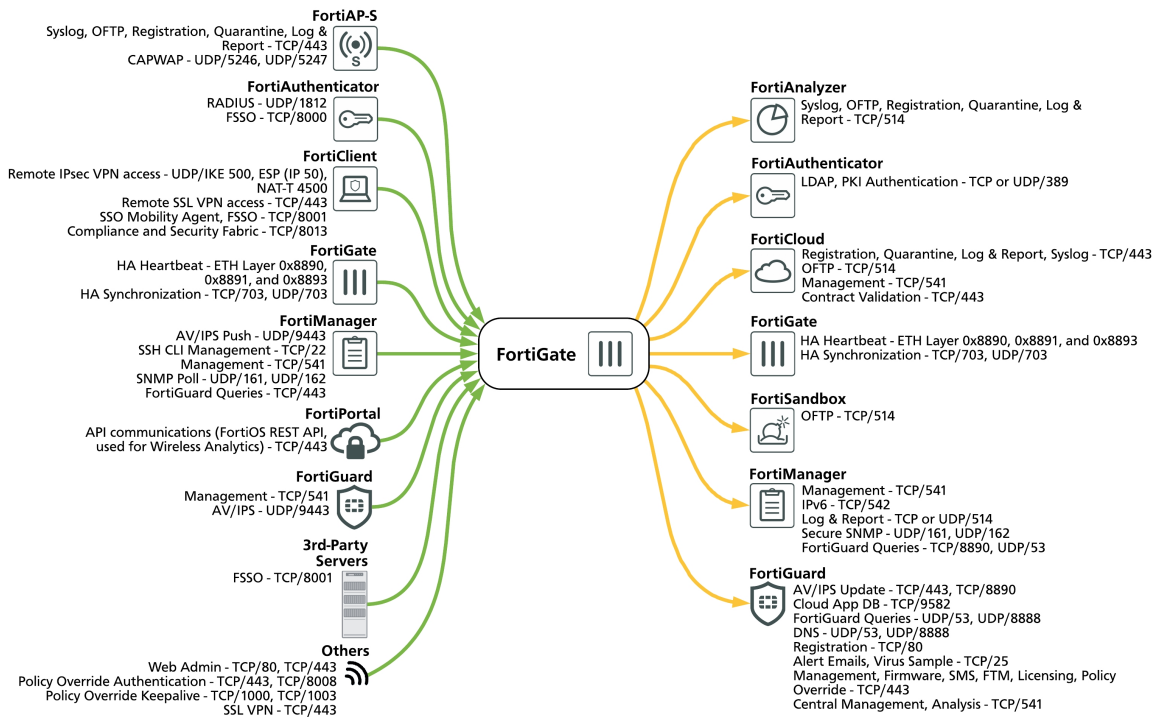 FortiAP-S
Syslog, OFTP, Registration, Quarantine, Log &
Report - TCP/443
CAPWAP - UDP/5246, UDP/5247
S
FortiAuthenticator
RADIUS - UDP/1812
FSSO - TCP/8000
FortiClient
Remote IPsec VPN access - UDP/IKE 500, ESP (IP 50),
NAT-T 4500
Remote SSL VPN access - TCP/443
SSO Mobility Agent, FSSO - TCP/8001
Compliance and Security Fabric - TCP/8013
FortiGate
HA Heartbeat - ETH Layer 0x8890,
0x8891, and 0x8893
HA Synchronization - TCP/703, UDP/703
FortiManager
AV/IPS Push - UDP/9443
SSH CLI Management - TCP/22
Management - TCP/541
SNMP Poll - UDP/161, UDP/162
FortiGuard Queries - TCP/443
FortiPortal
API communications (FortiOS REST API,
used for Wireless Analytics) - TCP/443
FortiGuard
Management - TCP/541
AV/IPS - UDP/9443
3rd-Party
Servers
FSSO - TCP/8001
Others
Web Admin - TCP/80, TCP/443
Policy Override Authentication - TCP/443, TCP/8008
Policy Override Keepalive - TCP/1000, TCP/1003
SSL VPN - TCP/443
FortiGate
FortiAnalyzer
Syslog, OFTP, Registration, Quarantine, Log &
Report - TCP/514
FortiAuthenticator
LDAP, PKI Authentication - TCP or UDP/389
FortiCloud
Registration, Quarantine, Log & Report, Syslog - TCP/443
OFTP - TCP/514
Management - TCP/541
Contract Validation - TCP/443
FortiGate
HA Heartbeat - ETH Layer 0x8890, 0x8891, and 0x8893
HA Synchronization - TCP/703, UDP/703
FortiSandbox
OFTP - TCP/514
FortiManager
Management - TCP/541
IPv6 - TCP/542
Log & Report - TCP or UDP/514
Secure SNMP - UDP/161, UDP/162
FortiGuard Queries - TCP/8890, UDP/53
FortiGuard
AV/IPS Update - TCP/443, TCP/8890
Cloud App DB - TCP/9582
FortiGuard Queries - UDP/53, UDP/8888
DNS - UDP/53, UDP/8888
Registration - TCP/80
Alert Emails, Virus Sample - TCP/25
Management, Firmware, SMS, FTM, Licensing, Policy
Override - TCP/443
Central Management, Analysis - TCP/541